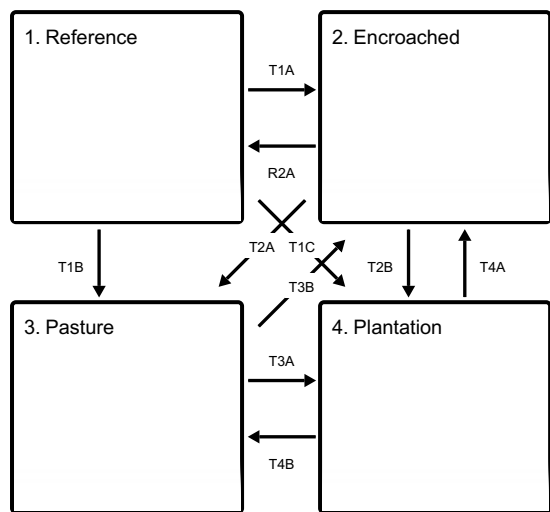 1. Reference
2. Encroached
T1A
R2A
T1B
T2A
T1C
T2B
T4A
T3B
3. Pasture
4. Plantation
T3A
T4B